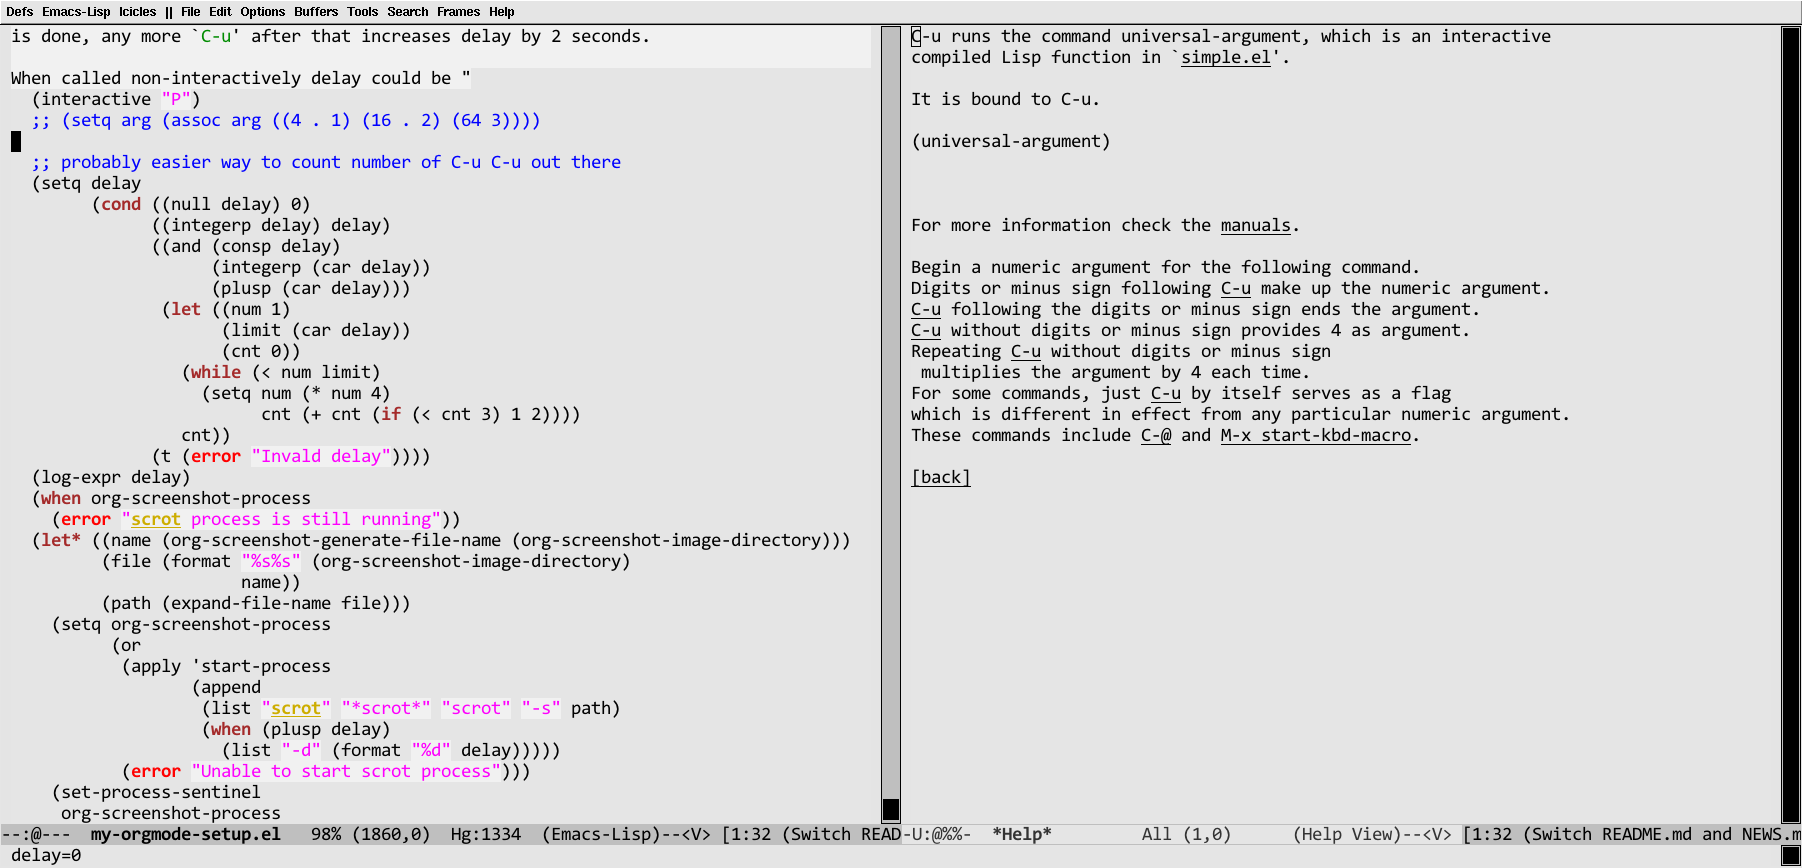 Defs Emacs-Lisp Icicles || File Edit Options Buffers Tools Search Frames Help
is done, any more `C-u' after that increases delay by 2 seconds.
When called non-interactively delay could be "
(interactive "P")
;; (setq arg (assoc arg ((4 . 1) (16 . 2) (64 3))))
;; probably easier way to count number of C-u C-u out there
(setq delay
(cond ((null delay) 0)
((integerp delay) delay)
((and (consp delay)
(integerp (car delay))
(plusp (car delay)))
(let ((num 1)
(limit (car delay))
(cnt 0))
(while (< num limit)
(setq num (* num 4)
cnt (+ cnt (if (< cnt 3) 1 2))))
cnt))
(t (error "Invald delay"))))
(log-expr delay)
(when org-screenshot-process
(error "scrot process is still running"))
(let* ((name (org-screenshot-generate-file-name (org-screenshot-image-directory)))
(file (format "%s%s" (org-screenshot-image-directory)
name))
(path (expand-file-name file)))
(setq org-screenshot-process
(or
(apply 'start-process
(append
(list "scrot" "*scrot*" "scrot" "-s" path)
(when (plusp delay)
(list "-d" (format "%d" delay)))))
(error "Unable to start scrot process")))
(set-process-sentinel
org-screenshot-process
--:@--- my-orgmode-setup.el 98% (1860,0) Hg:1334 (Emacs-Lisp)--<V> [1:32 (Switch READ
C-u runs the command universal-argument, which is an interactive
compiled Lisp function in `simple.el'.
It is bound to C-u.
(universal-argument)
For more information check the manuals.
Begin a numeric argument for the following command.
Digits or minus sign following C-u make up the numeric argument.
C-u following the digits or minus sign ends the argument.
C-u without digits or minus sign provides 4 as argument.
Repeating C-u without digits or minus sign
multiplies the argument by 4 each time.
For some commands, just C-u by itself serves as a flag
which is different in effect from any particular numeric argument.
These commands include C-@ and M-x start-kbd-macro.
[back]
-U:@%%- *Help* All (1,0) (Help View)--<V> [1:32 (Switch README.md and NEWS.m
delay=0